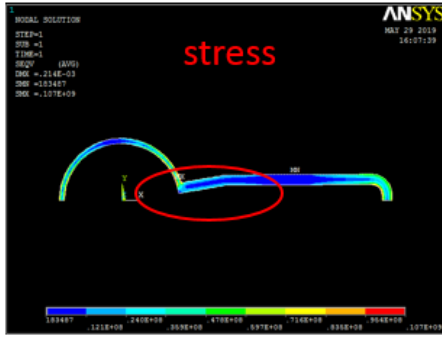 1
NODAL SOLUTION
ANSYS
STEP=1
SUB =1
TIME=1
SEQV (AVG)
DMX =.214E-03
SMN =183487
SMX =.107E+09
MAY 29 2019
16:07:39
stress
MX
MN
Y
X
183487 .240E+08 .478E+08 .716E+08 .954E+08
.121E+08 .359E+08 .597E+08 .835E+08 .107E+09